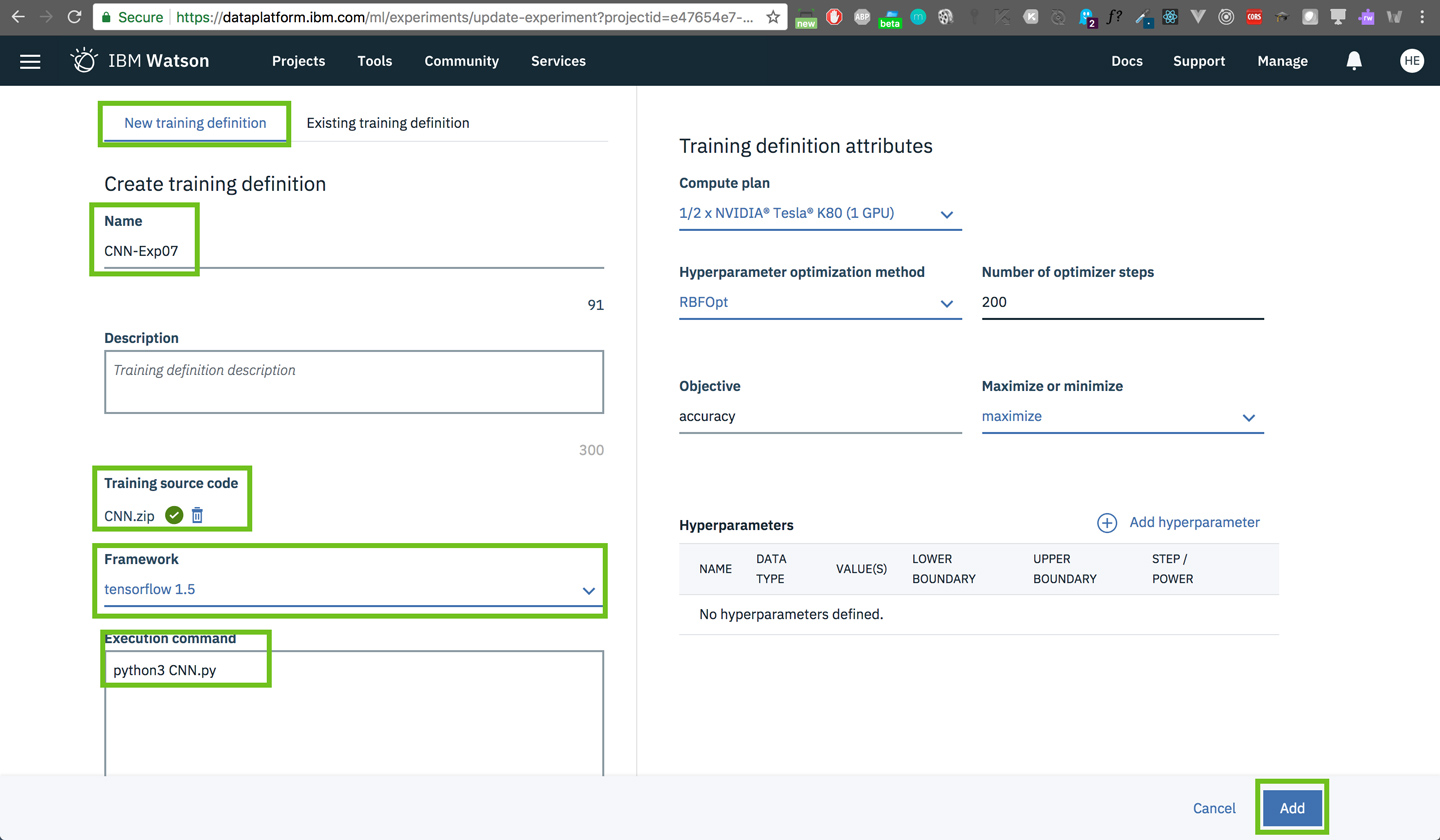 Secure https://dataplatform.ibm.com/ml/experiments/update-experiment?projectid=e47654e7-...
new
ABP
beta
m
K
2
f?
CORS
rw
IBM Watson Projects Tools Community Services Docs Support Manage HE
New training definition Existing training definition
Create training definition
Name
CNN-Exp07
91
Description
Training definition description
300
Training source code
CNN.zip
Framework
tensorflow 1.5
Execution command
python3 CNN.py
Training definition attributes
Compute plan
1/2 x NVIDIA® Tesla® K80 (1 GPU)
Hyperparameter optimization method Number of optimizer steps
RBFOpt 200
Objective Maximize or minimize
accuracy maximize
Hyperparameters Add hyperparameter
NAME DATA TYPE VALUE(S) LOWER BOUNDARY UPPER BOUNDARY STEP / POWER
No hyperparameters defined.
Cancel Add